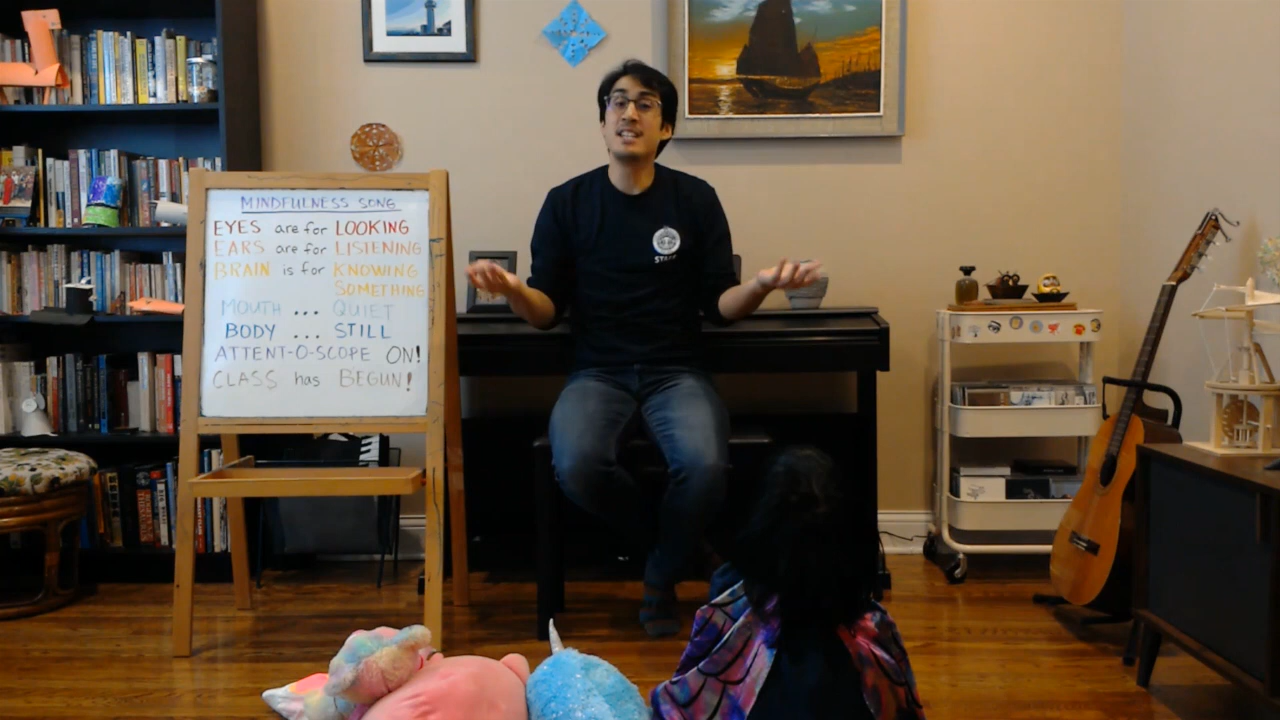 MINDFULNESS SONG
EYES are for LOOKING
EARS are for LISTENING
BRAIN is for KNOWING
SOMETHING
MOUTH ... QUIET
BODY ... STILL
ATTENT-O-SCOPE ON!
CLASS has BEGUN!
STAFF